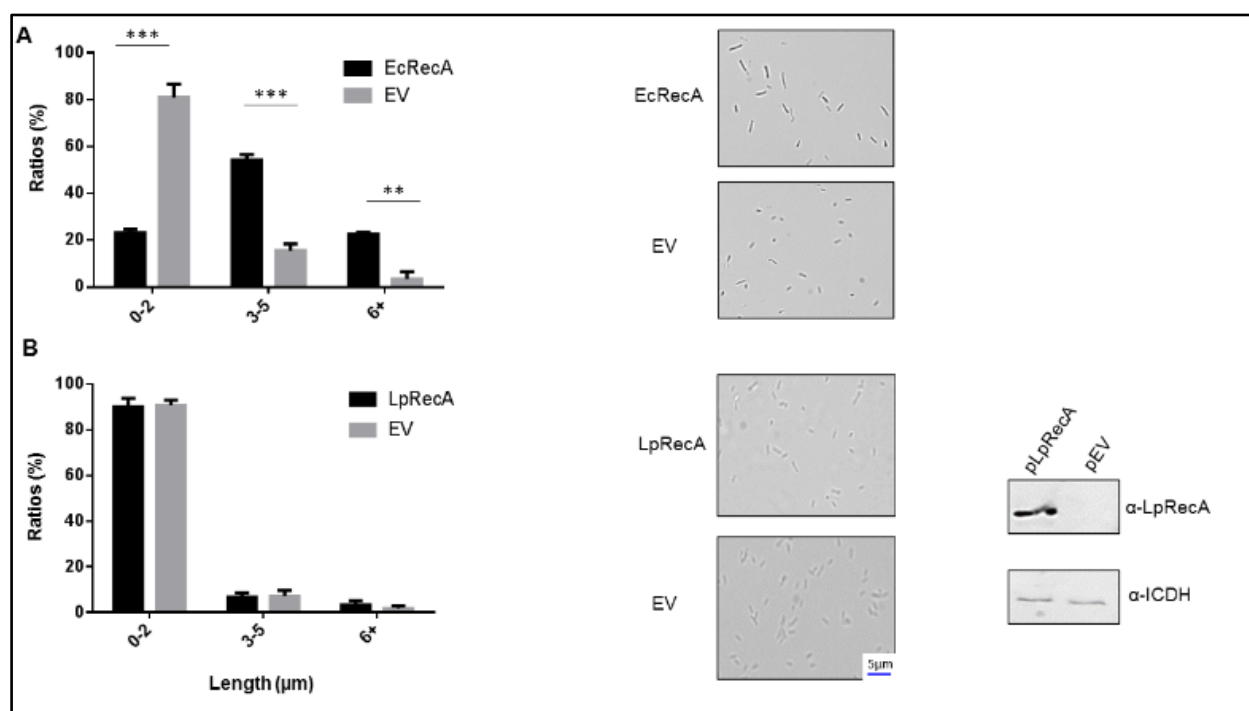 A
***
***
**
100
80
60
40
20
0
Ratios (%)
EcRecA
EV
0-2
3-5
6+
EcRecA
EV
B
100
80
60
40
20
0
Ratios (%)
LpRecA
EV
0-2
3-5
6+
Length (µm)
LpRecA
EV
5µm
pLpRecA
pEV
α-LpRecA
α-ICDH